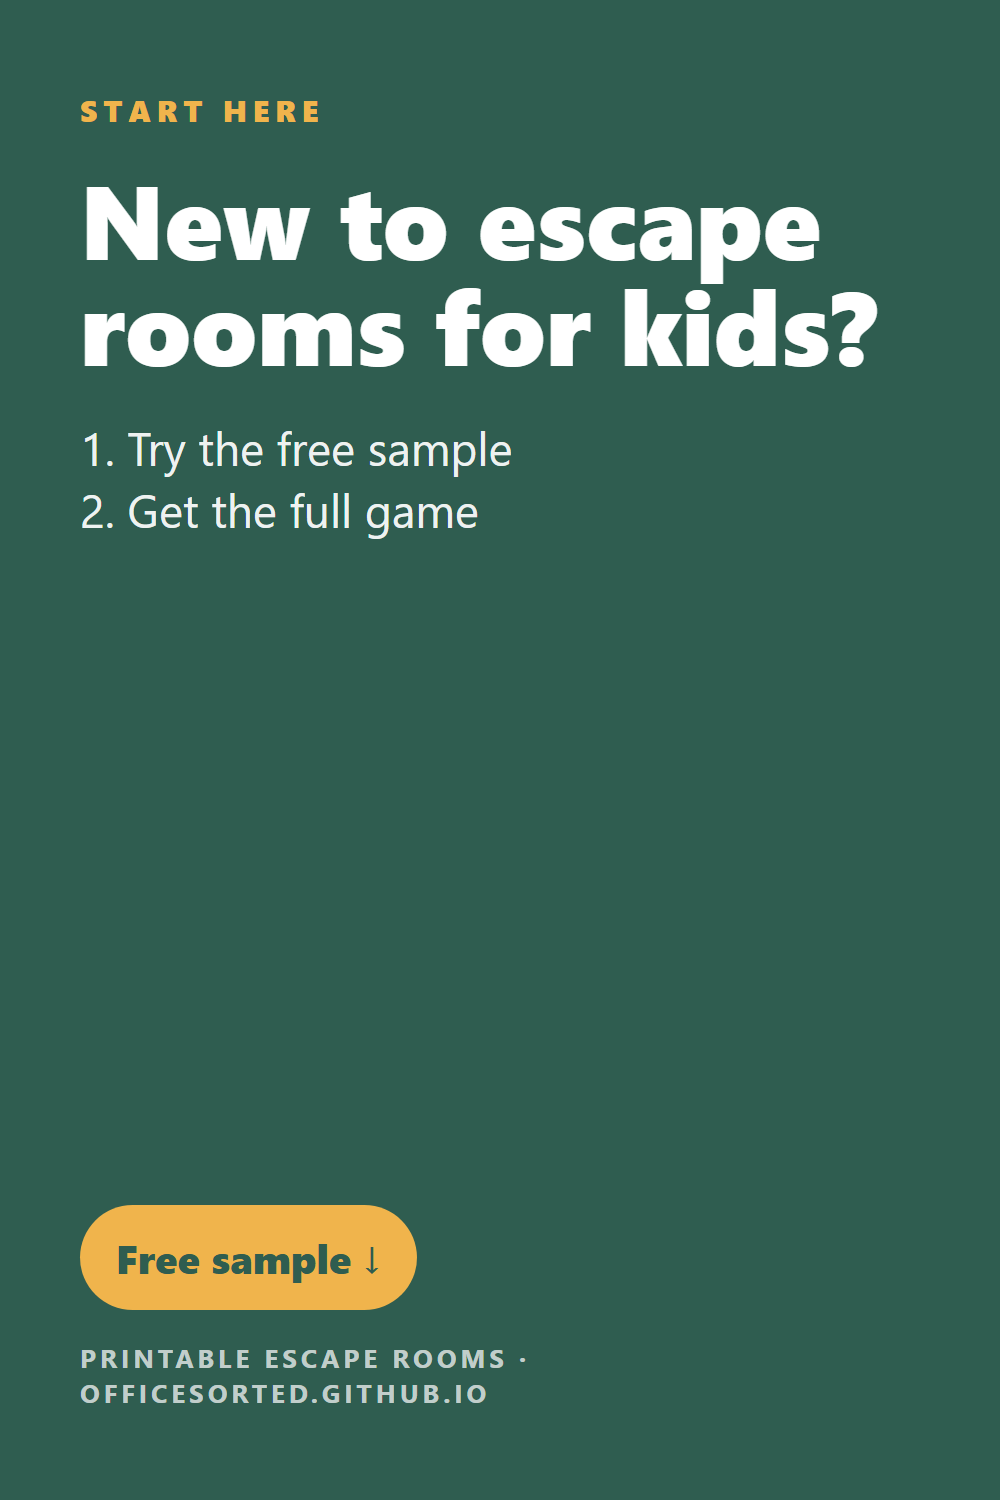 START HERE
New to escape
rooms for kids?
1. Try the free sample
2. Get the full game
Free sample ↓
PRINTABLE ESCAPE ROOMS ·
OFFICESORTED.GITHUB.IO